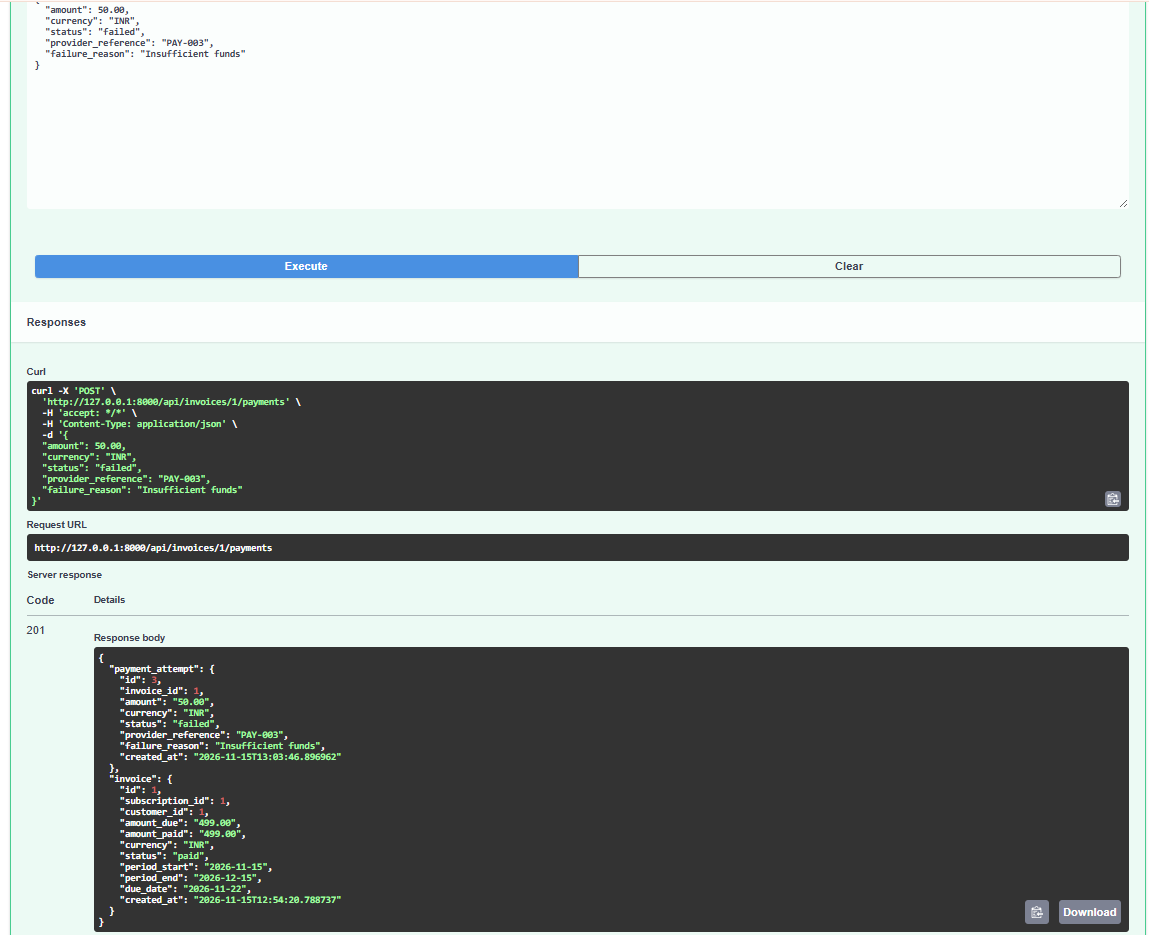 {
"amount": 50.00,
"currency": "INR",
"status": "failed",
"provider_reference": "PAY-003",
"failure_reason": "Insufficient funds"
}
Execute
Clear
Responses
Curl
curl -X 'POST' \
'http://127.0.0.1:8000/api/invoices/1/payments' \
-H 'accept: */*' \
-H 'Content-Type: application/json' \
-d '{
"amount": 50.00,
"currency": "INR",
"status": "failed",
"provider_reference": "PAY-003",
"failure_reason": "Insufficient funds"
}'
Request URL
http://127.0.0.1:8000/api/invoices/1/payments
Server response
Code Details
201
Response body
{
"payment_attempt": {
"id": 3,
"invoice_id": 1,
"amount": "50.00",
"currency": "INR",
"status": "failed",
"provider_reference": "PAY-003",
"failure_reason": "Insufficient funds",
"created_at": "2026-11-15T13:03:46.896962"
},
"invoice": {
"id": 1,
"subscription_id": 1,
"customer_id": 1,
"amount_due": "499.00",
"amount_paid": "499.00",
"currency": "INR",
"status": "paid",
"period_start": "2026-11-15",
"period_end": "2026-12-15",
"due_date": "2026-11-22",
"created_at": "2026-11-15T12:54:20.788737"
}
}
Download